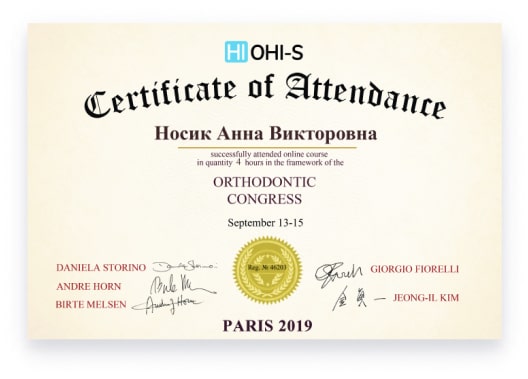 HI OHI-S
Certificate of Attendance
Носик Анна Викторовна
successfully attended online course
in quantity 4 hours in the framework of the
ORTHODONTIC
CONGRESS
September 13-15
DANIELA STORINO
ANDRE HORN
BIRTE MELSEN
Reg. № 46203
GIORGIO FIORELLI
JEONG-IL KIM
PARIS 2019